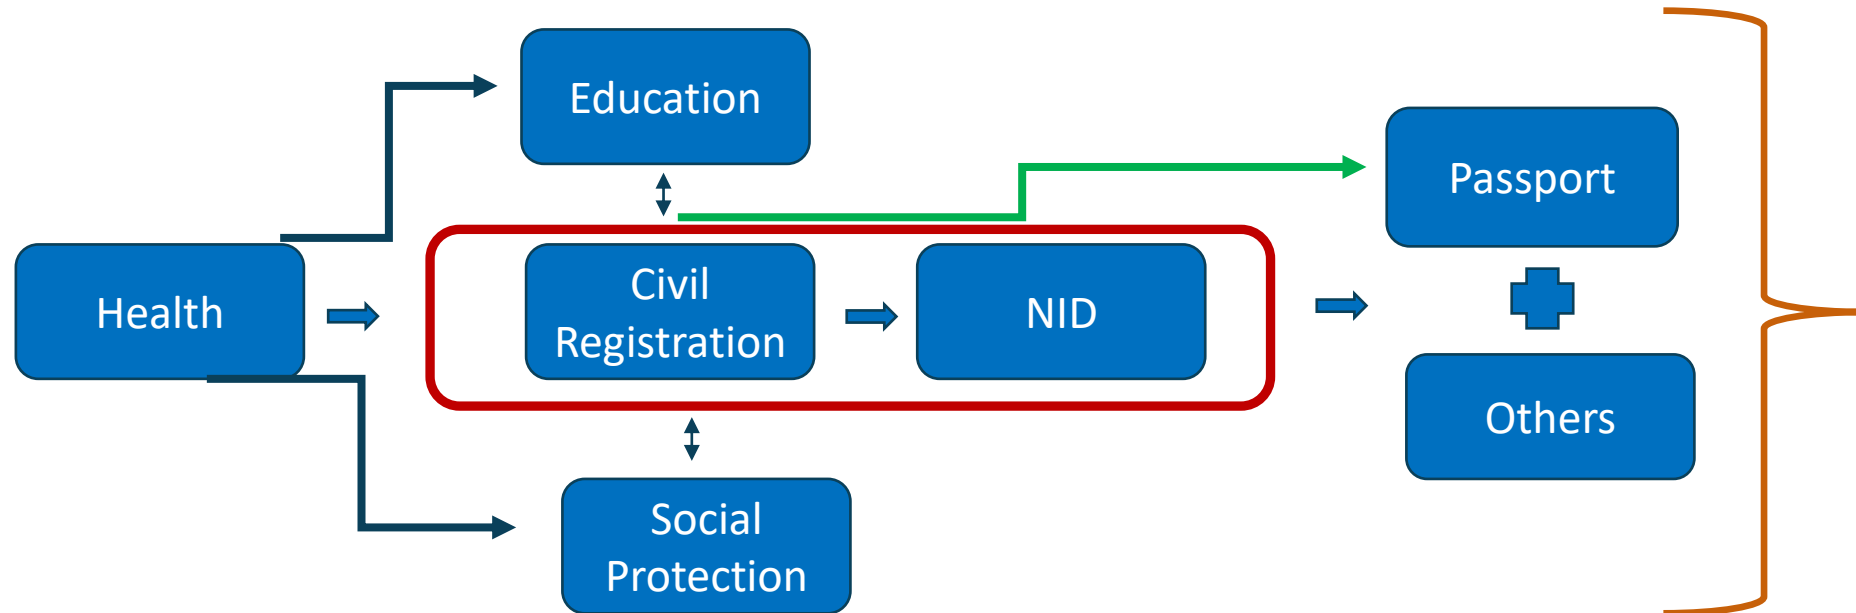 Education
Passport
Health
Civil
Registration
NID
Others
Social
Protection